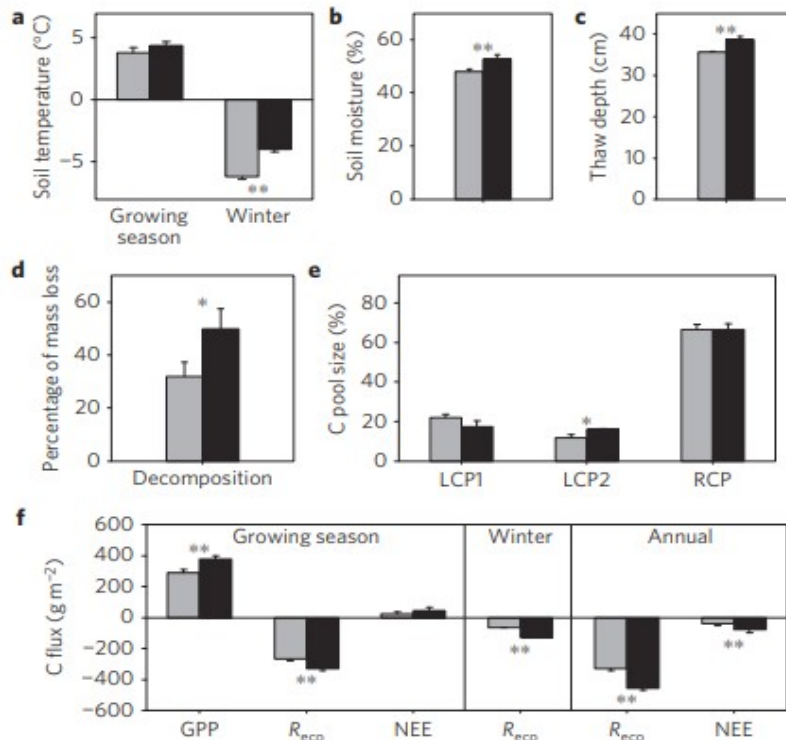 a
Soil temperature (°C)
5
0
−5
**
Growing
season
Winter
b
Soil moisture (%)
60
40
20
0
**
c
Thaw depth (cm)
40
30
20
10
0
**
d
Percentage of mass loss
60
40
20
0
*
Decomposition
e
C pool size (%)
80
60
40
20
0
*
LCP1 LCP2 RCP
f
C flux (g m⁻²)
600
400
200
0
−200
−400
−600
Growing season Winter Annual
**
**
**
**
**
GPP Reco NEE Reco Reco NEE